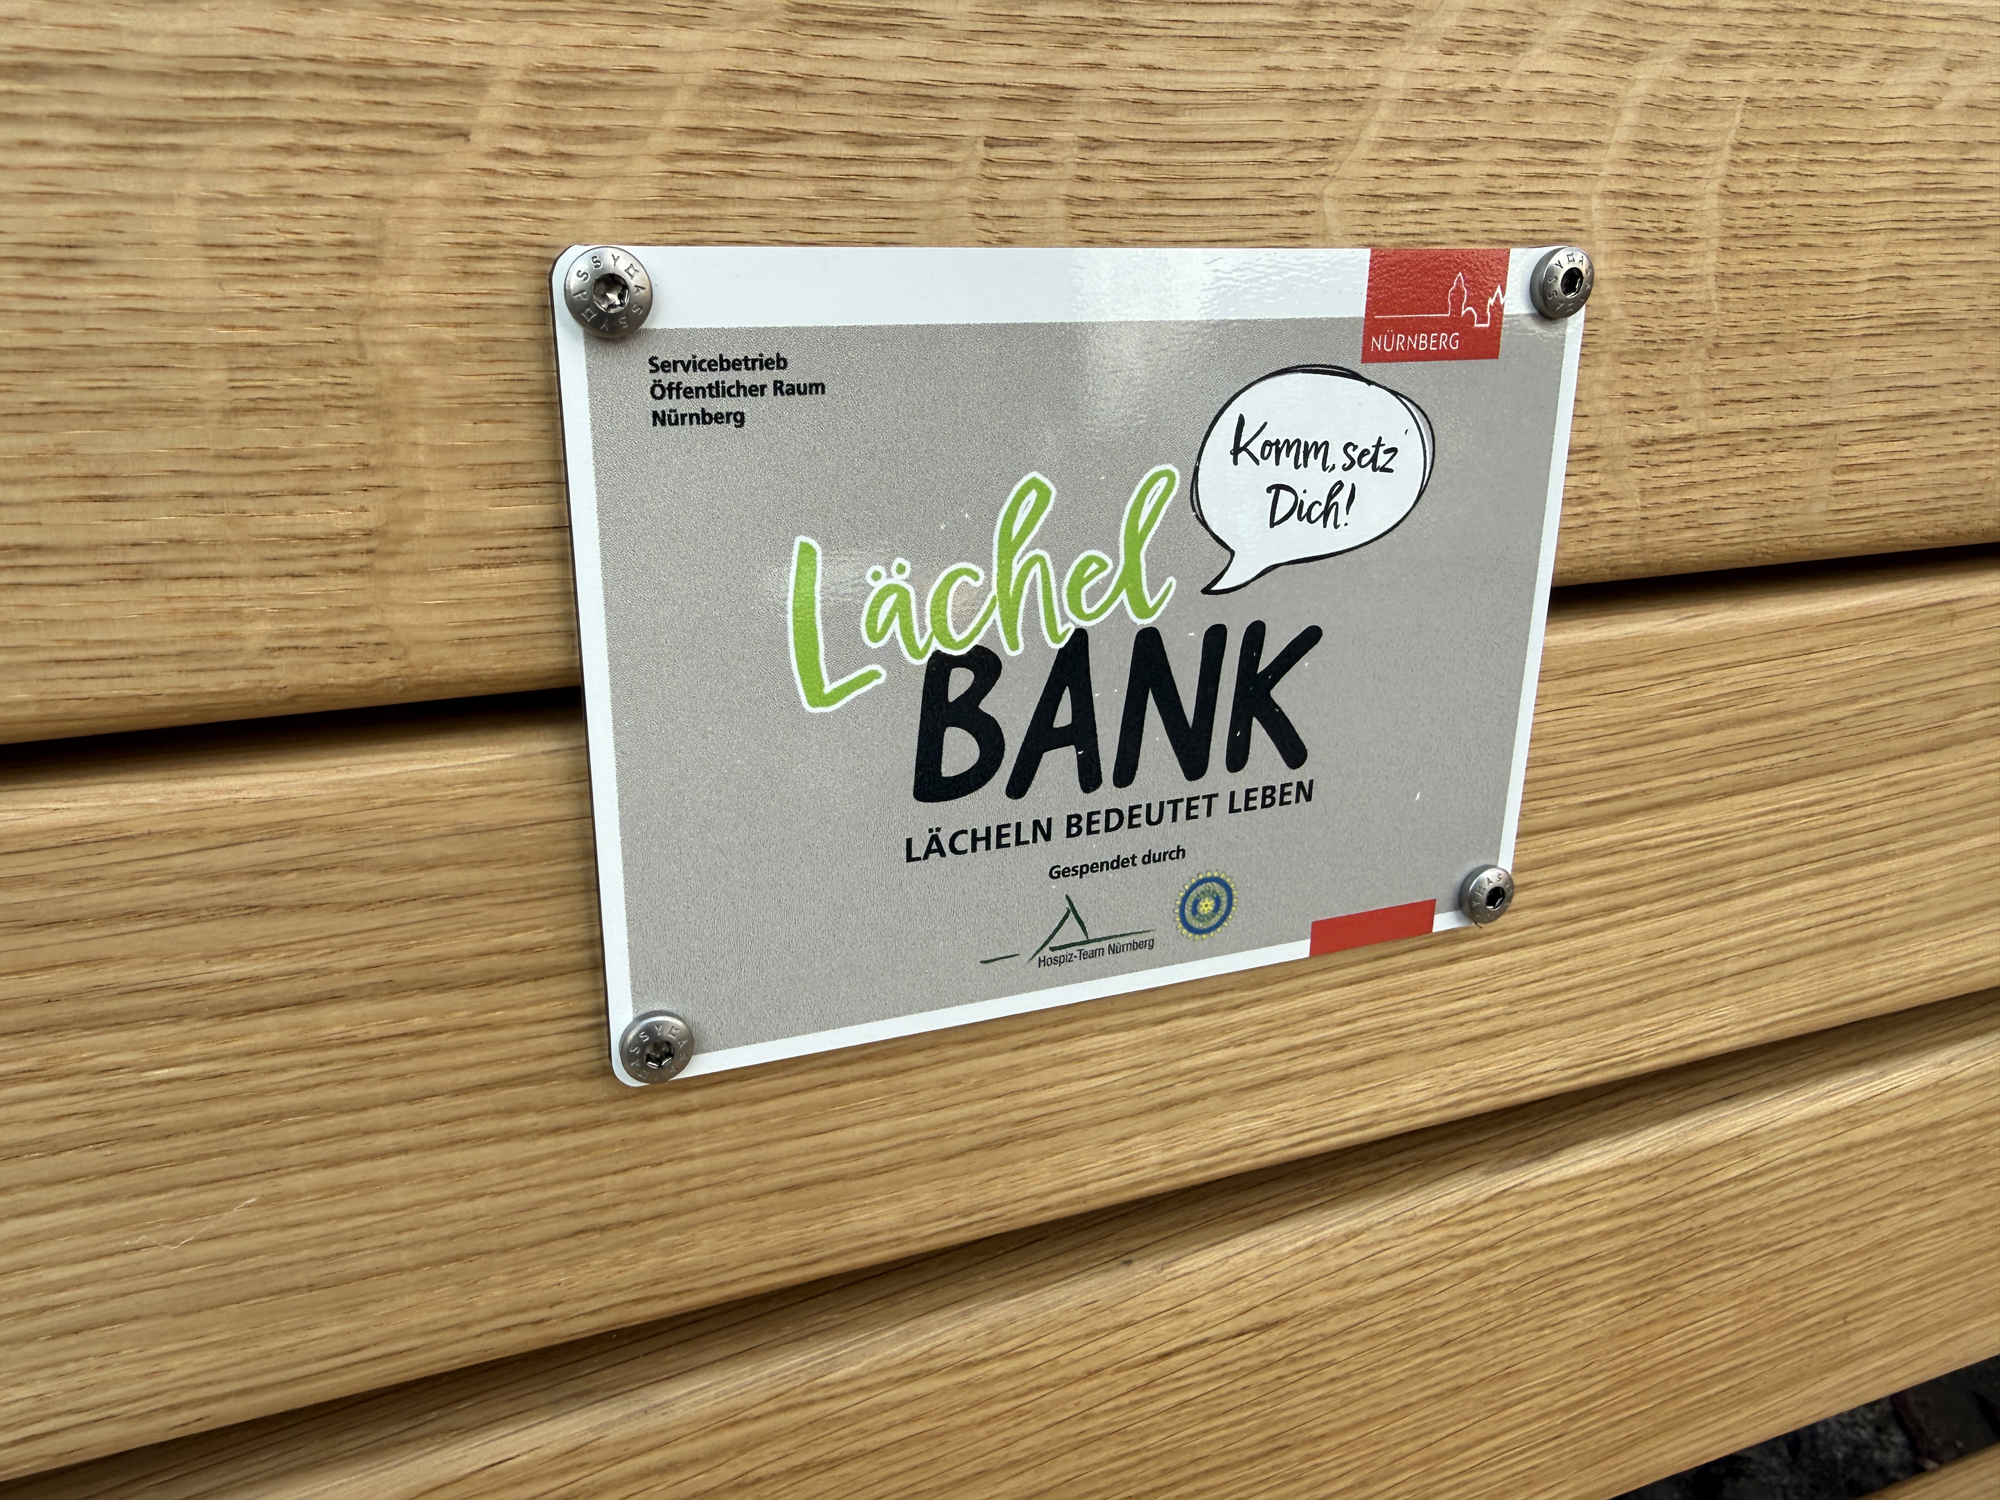 Servicebetrieb
Öffentlicher Raum
Nürnberg
NÜRNBERG
Komm, setz'
Dich!
Lächel
BANK
LÄCHELN BEDEUTET LEBEN
Gespendet durch
Hospiz-Team Nürnberg